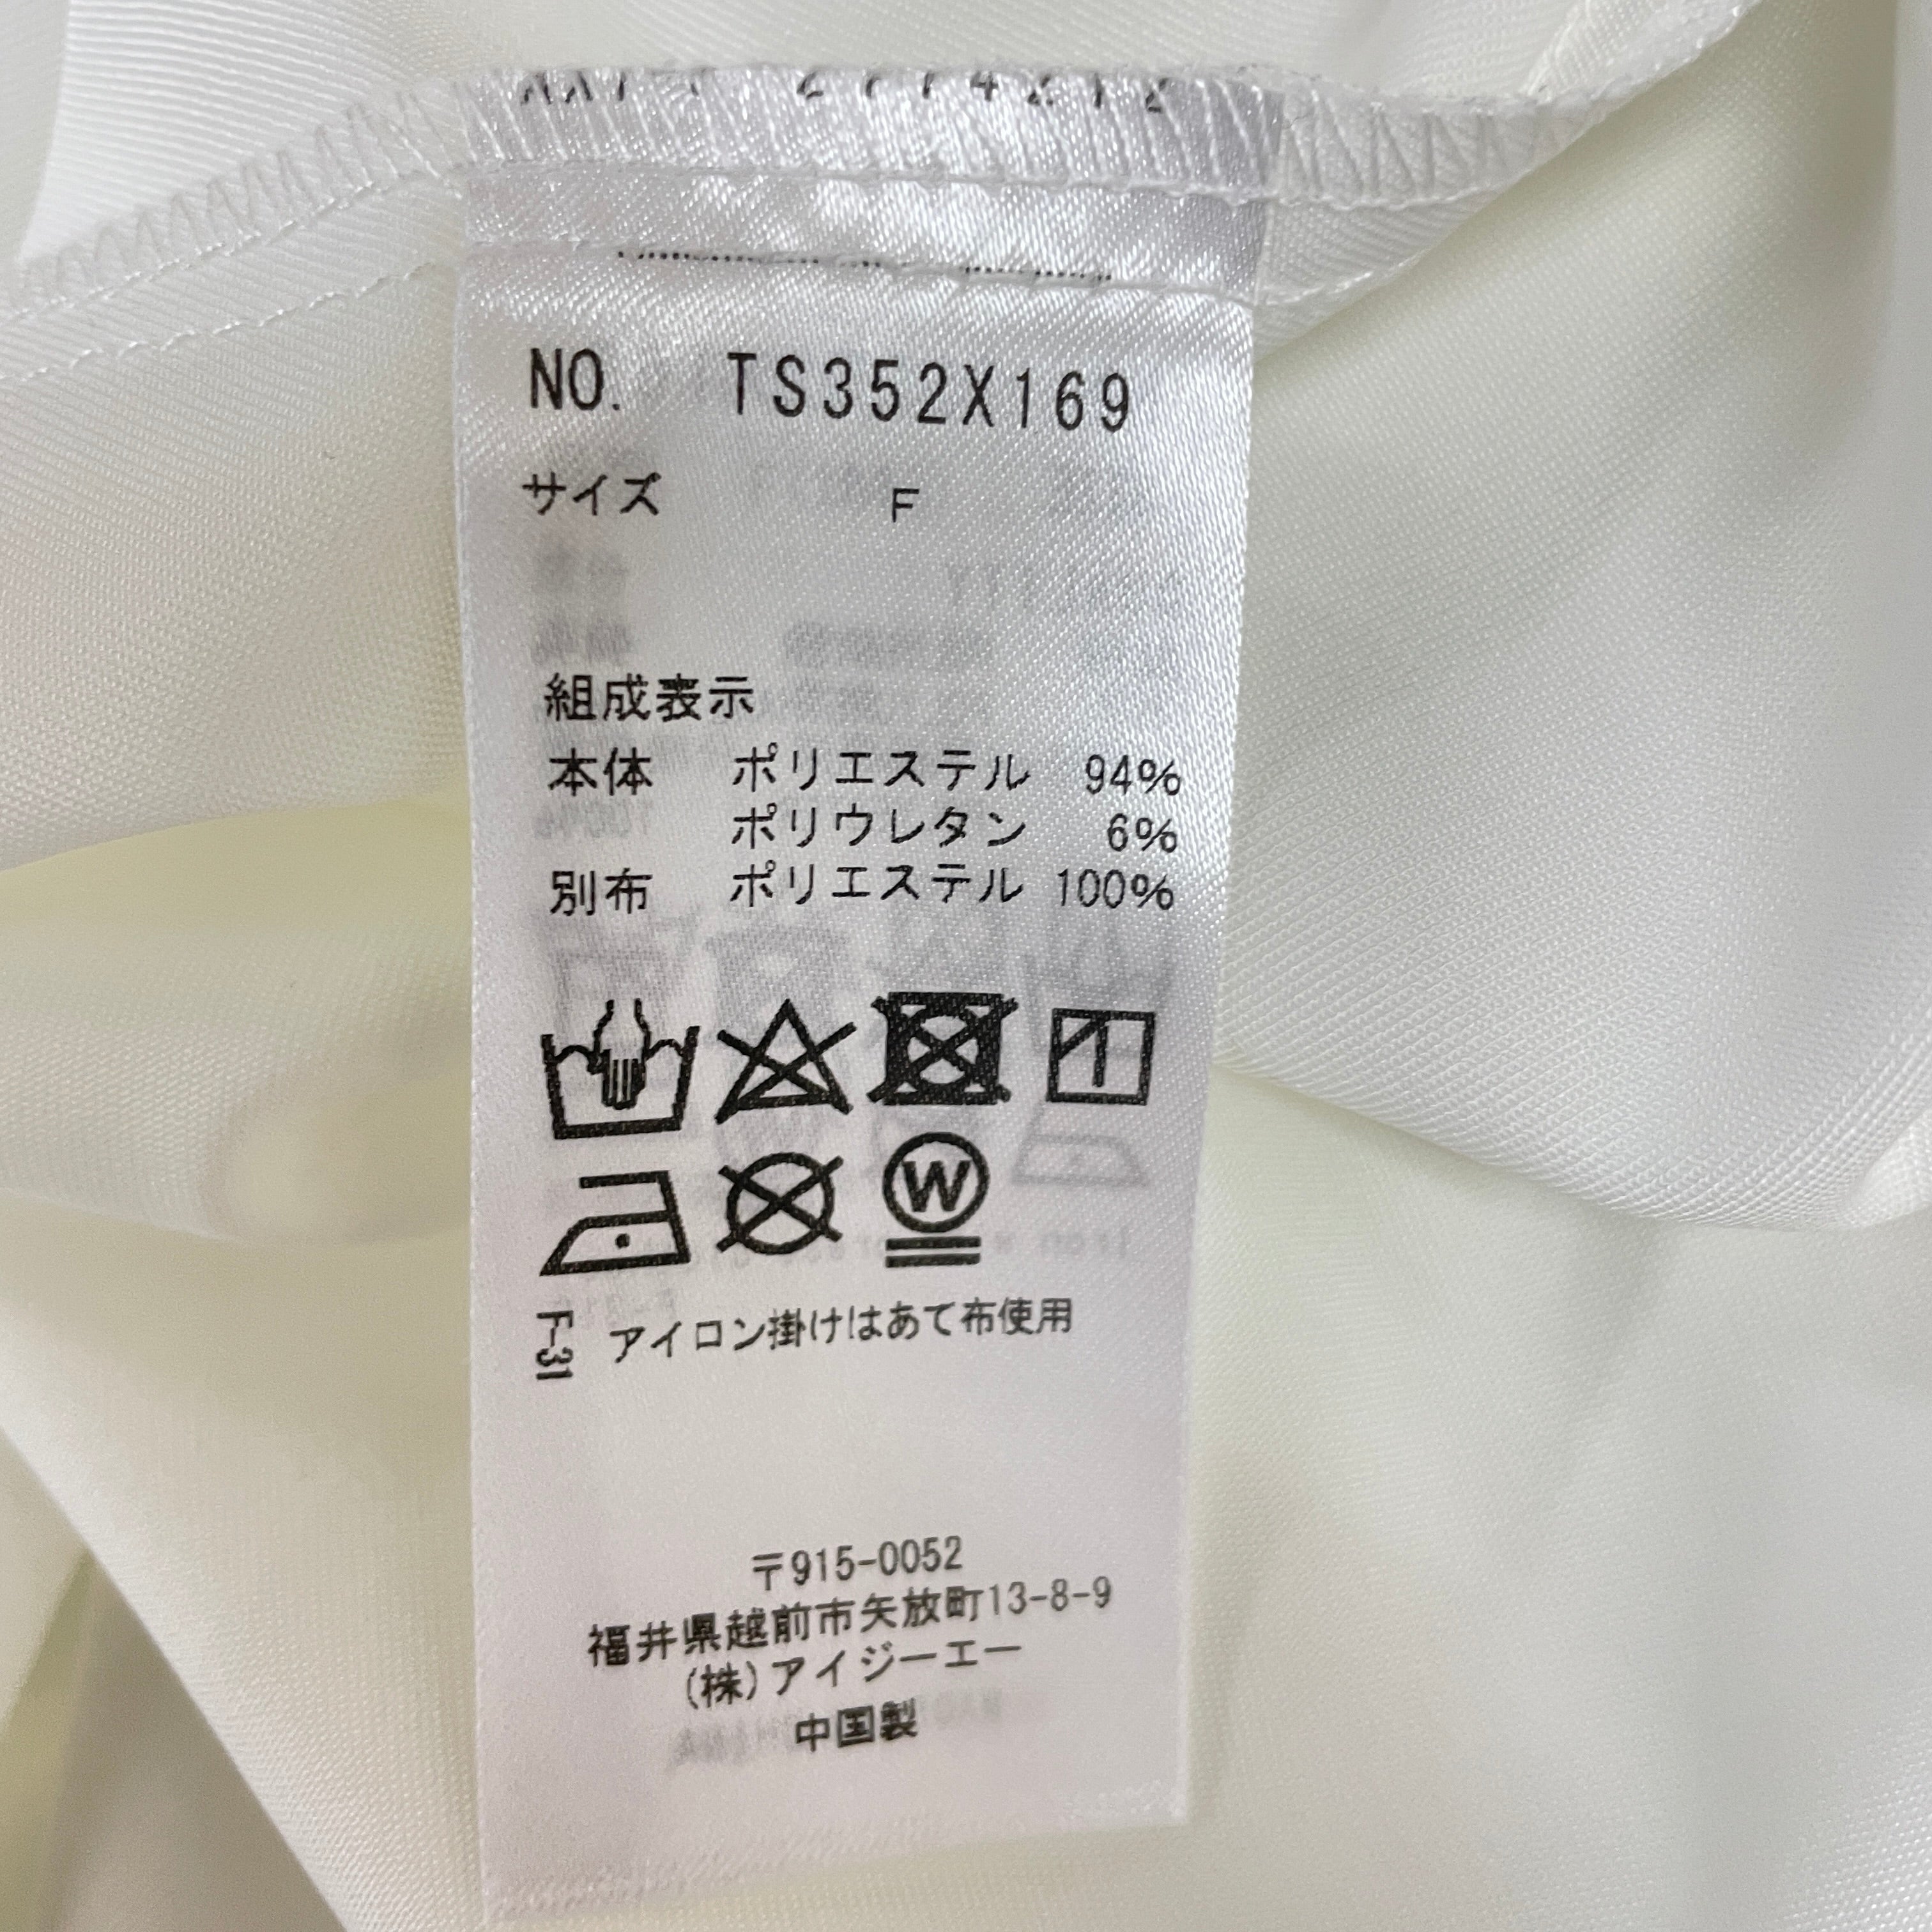 NO. TS352X169
サイズ F
組成表示
本体 ポリエステル 94%
ポリウレタン 6%
別布 ポリエステル 100%
W
F-31 アイロン掛けはあて布使用
〒915-0052
福井県越前市矢放町13-8-9
(株)アイジーエー
中国製